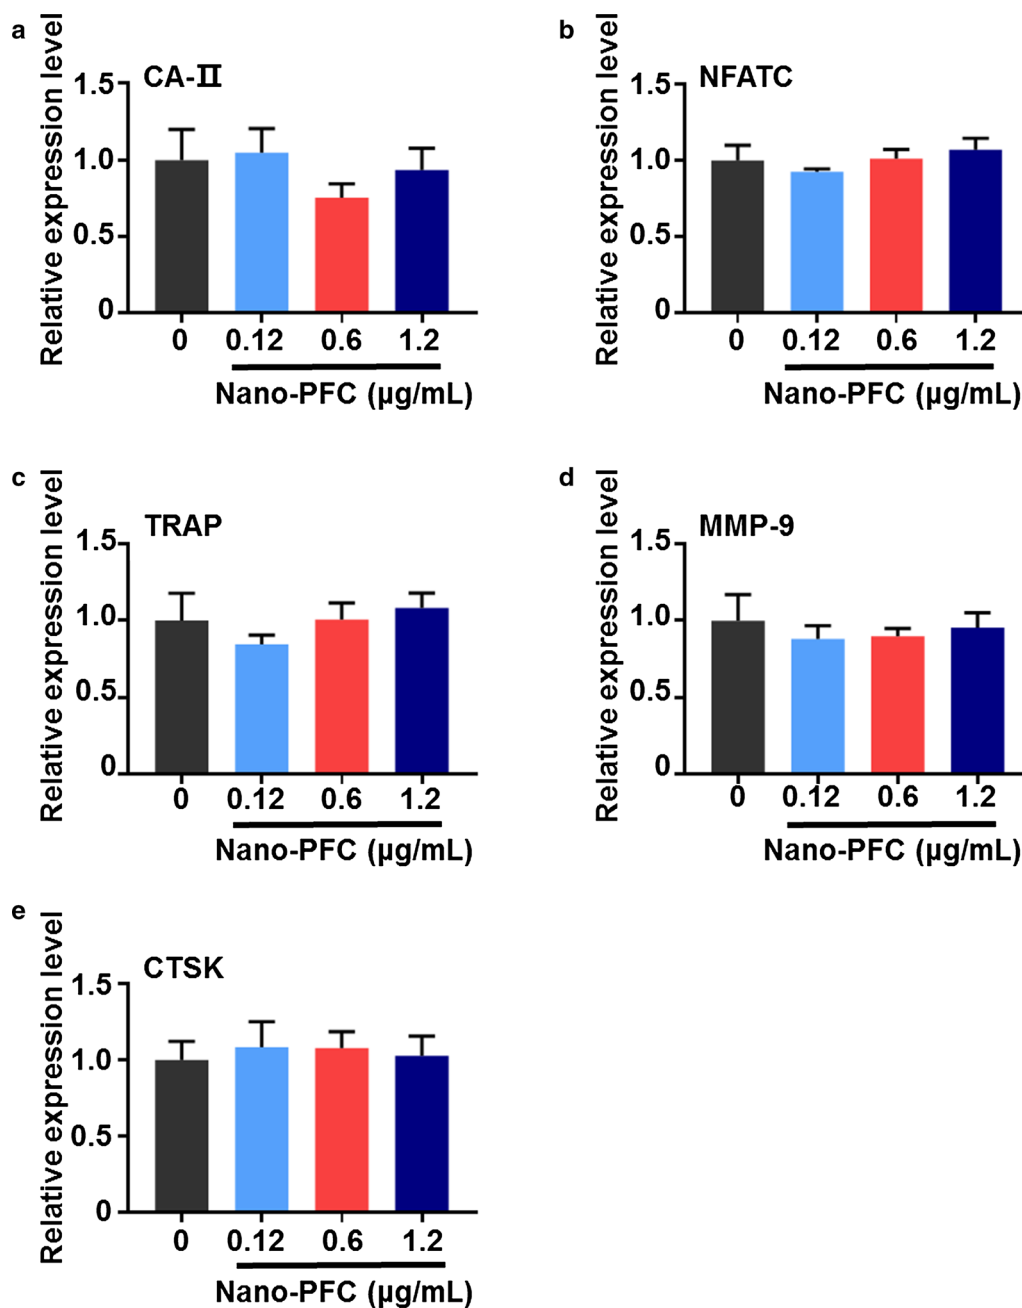 a
Relative expression level
CA-Ⅱ
1.5
1.0
0.5
0
0 0.12 0.6 1.2
Nano-PFC (µg/mL)
b
Relative expression level
NFATC
1.5
1.0
0.5
0
0 0.12 0.6 1.2
Nano-PFC (µg/mL)
c
Relative expression level
TRAP
1.5
1.0
0.5
0
0 0.12 0.6 1.2
Nano-PFC (µg/mL)
d
Relative expression level
MMP-9
1.5
1.0
0.5
0
0 0.12 0.6 1.2
Nano-PFC (µg/mL)
e
Relative expression level
CTSK
1.5
1.0
0.5
0
0 0.12 0.6 1.2
Nano-PFC (µg/mL)